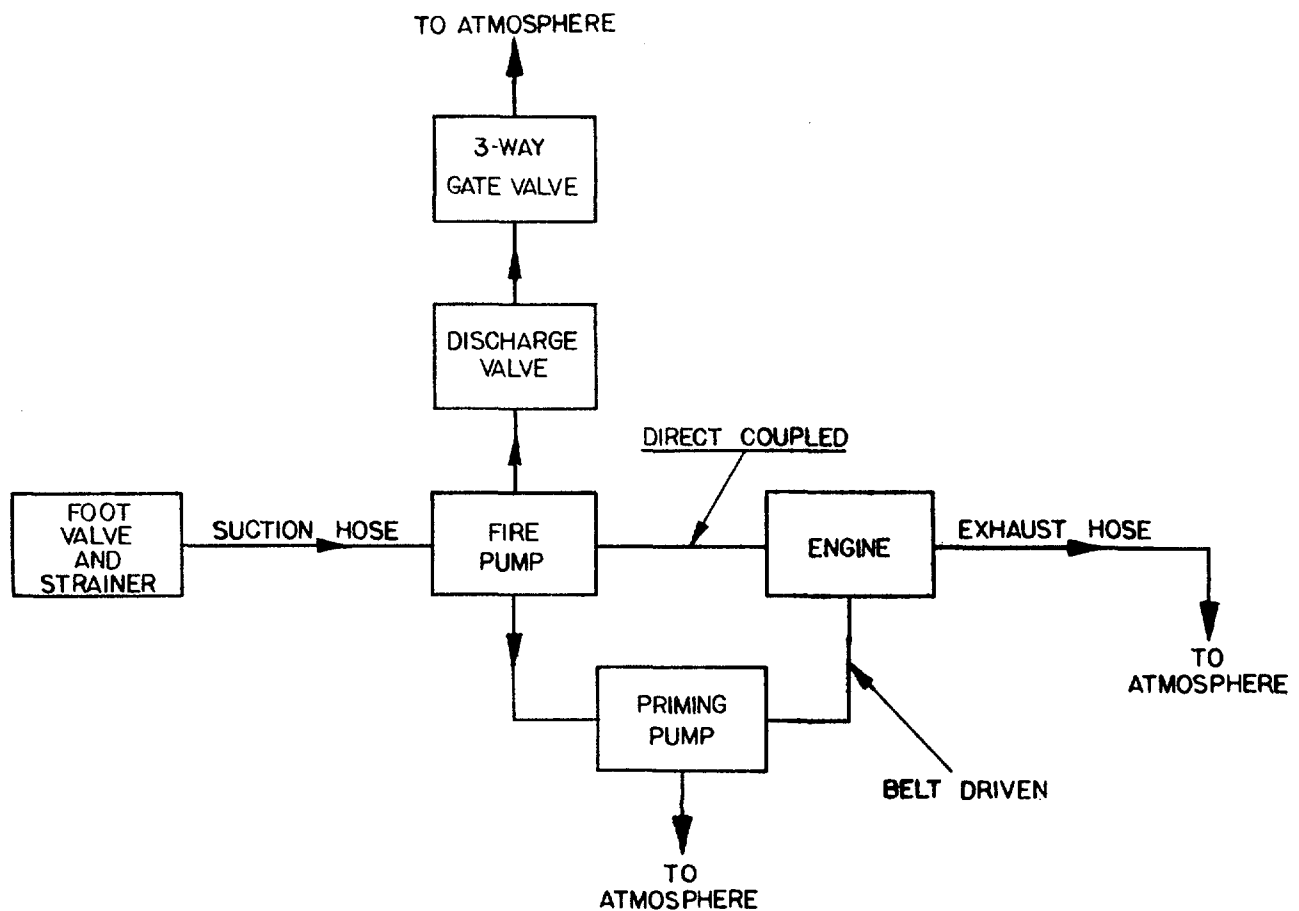 TO ATMOSPHERE
3-WAY
GATE VALVE
DISCHARGE
VALVE
DIRECT COUPLED
FOOT
VALVE
AND
STRAINER
SUCTION HOSE
FIRE
PUMP
ENGINE
EXHAUST HOSE
TO
ATMOSPHERE
PRIMING
PUMP
BELT DRIVEN
TO
ATMOSPHERE